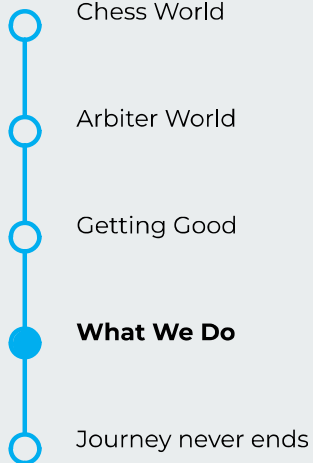 Chess World
Arbiter World
Getting Good
What We Do
Journey never ends